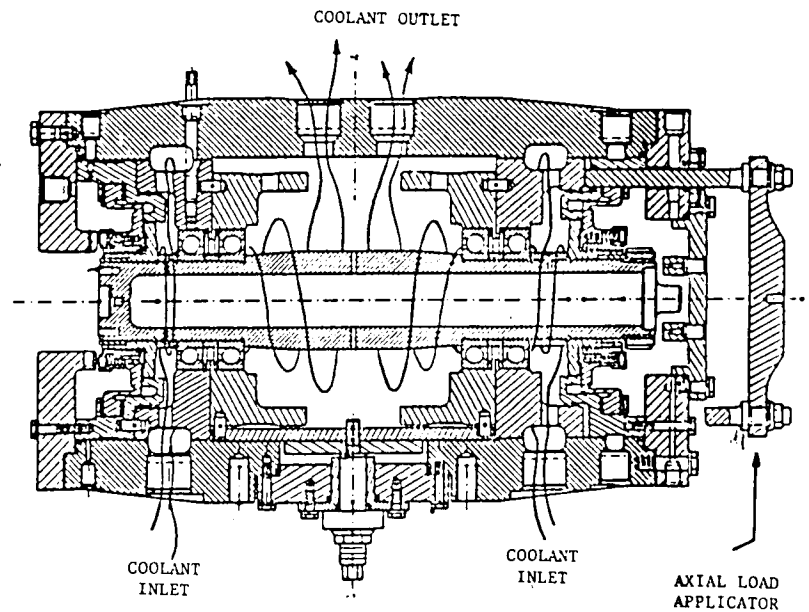 COOLANT OUTLET
COOLANT
INLET
COOLANT
INLET
AXIAL LOAD
APPLICATOR